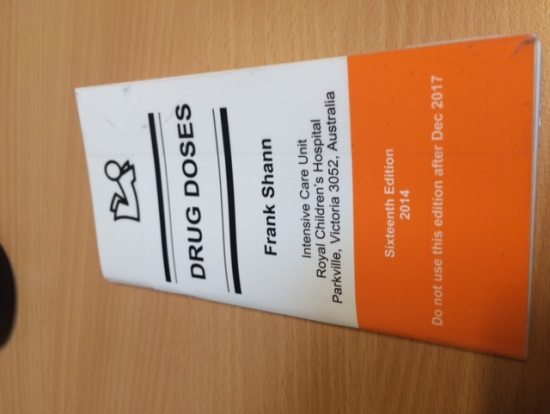 DRUG DOSES
Frank Shann
Intensive Care Unit
Royal Children's Hospital
Parkville, Victoria 3052, Australia
Sixteenth Edition
2014
Do not use this edition after Dec 2017